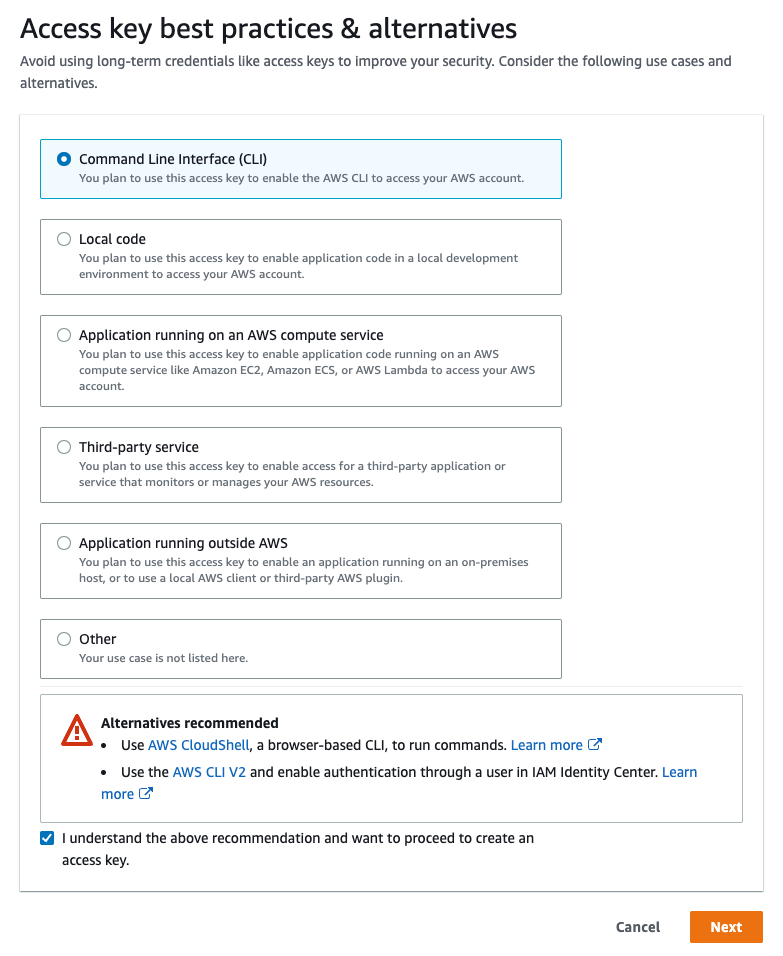 Access key best practices & alternatives
Avoid using long-term credentials like access keys to improve your security. Consider the following use cases and
alternatives.
Command Line Interface (CLI)
You plan to use this access key to enable the AWS CLI to access your AWS account.
Local code
You plan to use this access key to enable application code in a local development
environment to access your AWS account.
Application running on an AWS compute service
You plan to use this access key to enable application code running on an AWS
compute service like Amazon EC2, Amazon ECS, or AWS Lambda to access your AWS
account.
Third-party service
You plan to use this access key to enable access for a third-party application or
service that monitors or manages your AWS resources.
Application running outside AWS
You plan to use this access key to enable an application running on an on-premises
host, or to use a local AWS client or third-party AWS plugin.
Other
Your use case is not listed here.
Alternatives recommended
• Use AWS CloudShell, a browser-based CLI, to run commands. Learn more
• Use the AWS CLI V2 and enable authentication through a user in IAM Identity Center. Learn
more
I understand the above recommendation and want to proceed to create an
access key.
Cancel Next